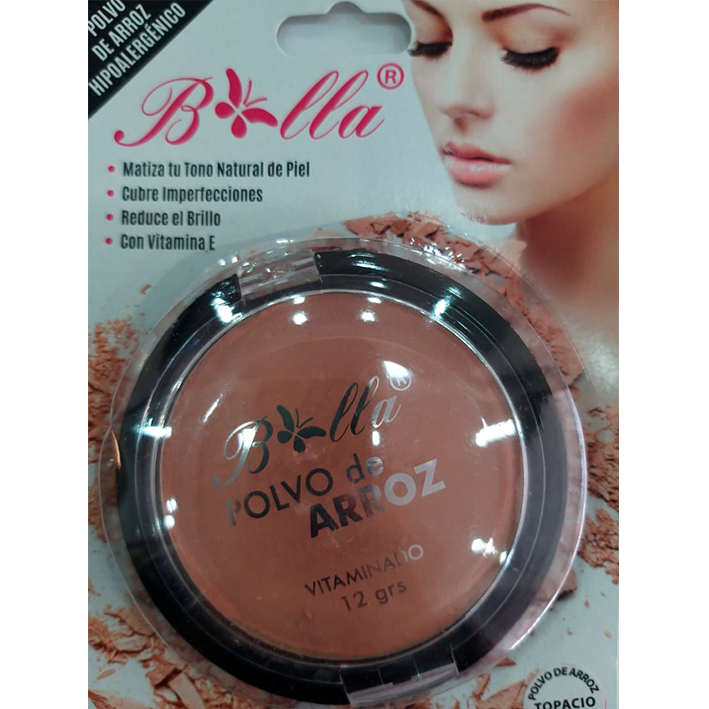 POLVO
DE ARROZ
HIPOALERGÉNICO
Bella®
• Matiza tu Tono Natural de Piel
• Cubre Imperfecciones
• Reduce el Brillo
• Con Vitamina E
Bella®
POLVO de
ARROZ
VITAMINADO
12 grs
POLVO DE ARROZ
TOPACIO